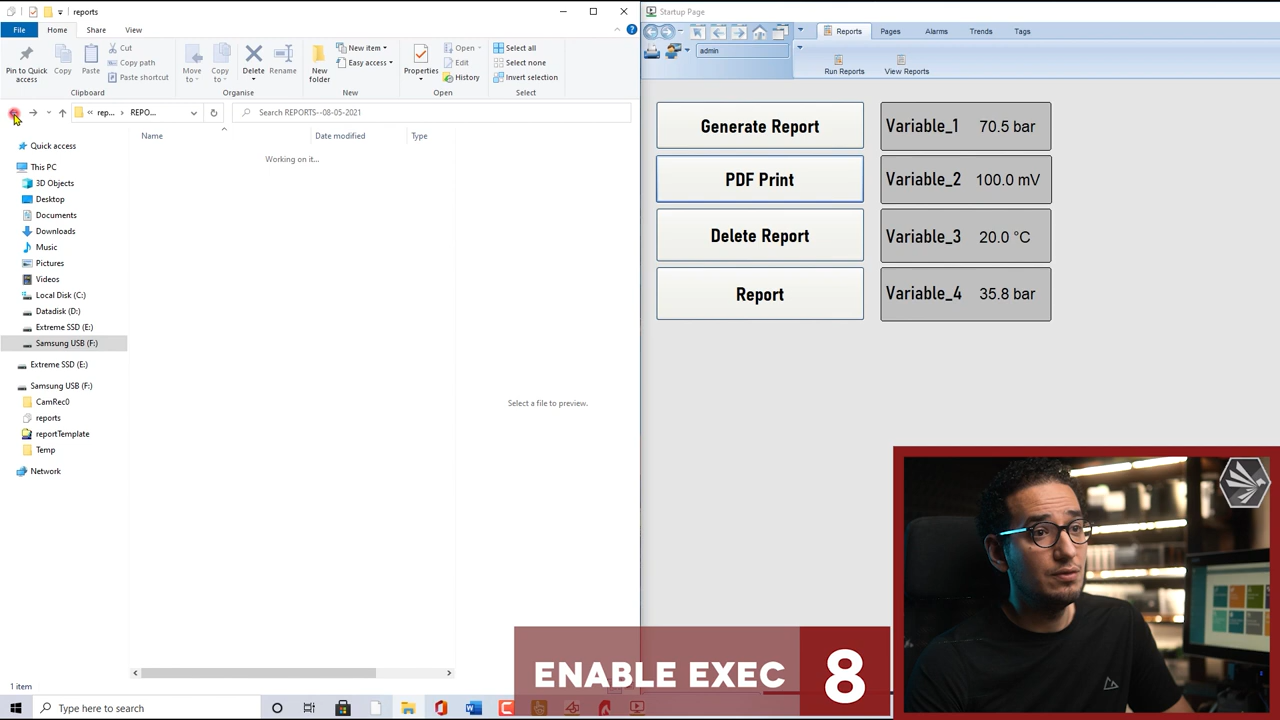 reports
File
Home
Share
View
Pin to Quick access
Copy
Paste
Cut
Copy path
Paste shortcut
Clipboard
Move to
Copy to
Delete
Rename
Organise
New folder
New item
Easy access
New
Properties
Open
Edit
History
Open
Select all
Select none
Invert selection
Select
rep...
REPO...
Search REPORTS--08-05-2021
Name
Date modified
Type
Working on it...
Quick access
This PC
3D Objects
Desktop
Documents
Downloads
Music
Pictures
Videos
Local Disk (C:)
Datadisk (D:)
Extreme SSD (E:)
Samsung USB (F:)
Extreme SSD (E:)
Samsung USB (F:)
CamRec0
reports
reportTemplate
Temp
Network
Select a file to preview.
1 item
Type here to search
Startup Page
admin
Reports
Pages
Alarms
Trends
Tags
Run Reports
View Reports
Generate Report
PDF Print
Delete Report
Report
Variable_1 70.5 bar
Variable_2 100.0 mV
Variable_3 20.0 °C
Variable_4 35.8 bar
ENABLE EXEC 8